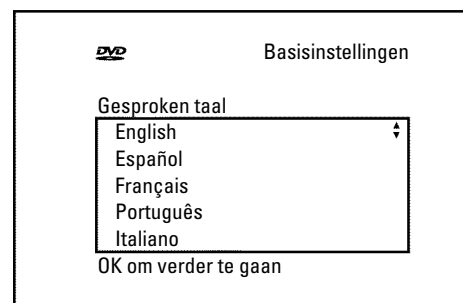 DVD
Basisinstellingen
Gesproken taal
English
Español
Français
Português
Italiano
OK om verder te gaan